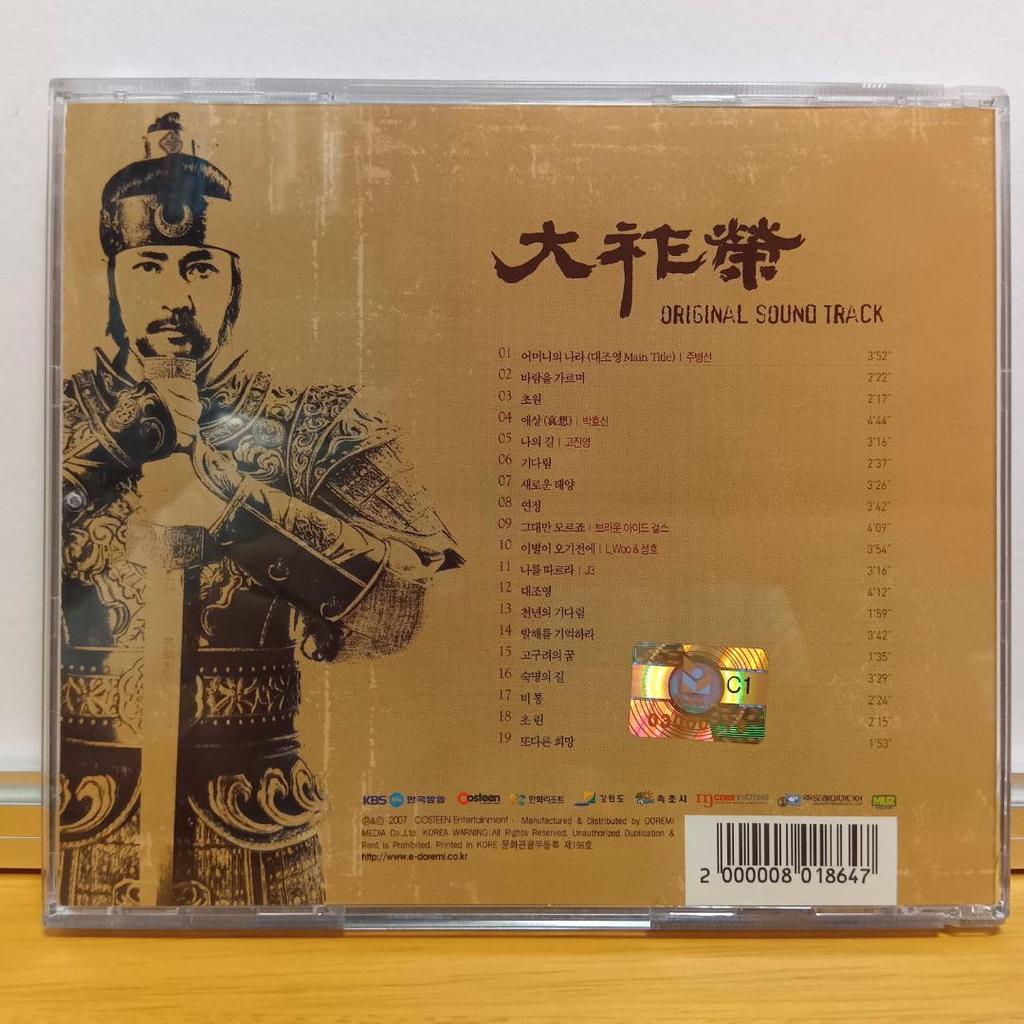 大祚榮
ORIGINAL SOUND TRACK
01 어머니의 나라 (대조영 Main Title) | 주병선 3'52"
02 바람을 가르며 2'22"
03 초원 2'17"
04 애상 (哀想) | 박효신 4'44"
05 나의 길 | 고진영 3'16"
06 기다림 2'37"
07 새로운 태양 3'26"
08 연정 3'42"
09 그대만 모르죠 | 브라운 아이드 걸스 4'09"
10 이별이 오기전에 | L,Woo & 성호 3'54"
11 나를 따르라 | J3 3'16"
12 대조영 4'12"
13 천년의 기다림 1'59"
14 발해를 기억하라 3'42"
15 고구려의 꿈 1'35"
16 숙명의 길 3'29"
17 비통 2'24"
18 초린 2'15"
19 또다른 희망 1'53"
C1
KBS 한국방송 Costeen 한화리조트 강원도 속초시 CORE EXCITING (주)도레미미디어 MUZ
℗&© 2007 COSTEEN Entertainment · Manufactured & Distributed by DOREMI
MEDIA Co.,Ltd. KOREA WARNING:All Rights Reserved. Unauthorized Duplication &
Rent is Prohibited. Printed in KORE 문화관광부등록 제196호
http://www.e-doremi.co.kr
2 000008 018647